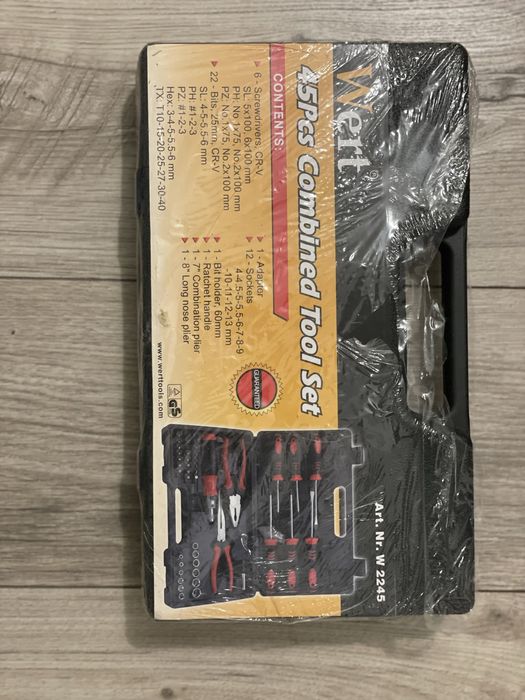 Wert®
45pcs Combined Tool Set
CONTENTS:
6 - Screwdrivers, CR-V
SL: 5x100, 6x100 mm
PH: No.1x75, No.2x100 mm
PZ: No.1x75, No.2x100 mm
22 - Bits, 25mm, CR-V
SL: 4-5-5.5-6 mm
PH: #1-2-3
PZ: #1-2-3
Hex: 3-4-5-5.5-6 mm
TX: T10-15-20-25-27-30-40
1 - Adapter
12 - Sockets
4-4.5-5-5.5-6-7-8-9
-10-11-12-13 mm
1 - Bit holder, 60mm
1 - Ratchet handle
1 - 7" Combination plier
1 - 8" Long nose plier
GUARANTEED
www.werttools.com
GS
Art. Nr. W 2245